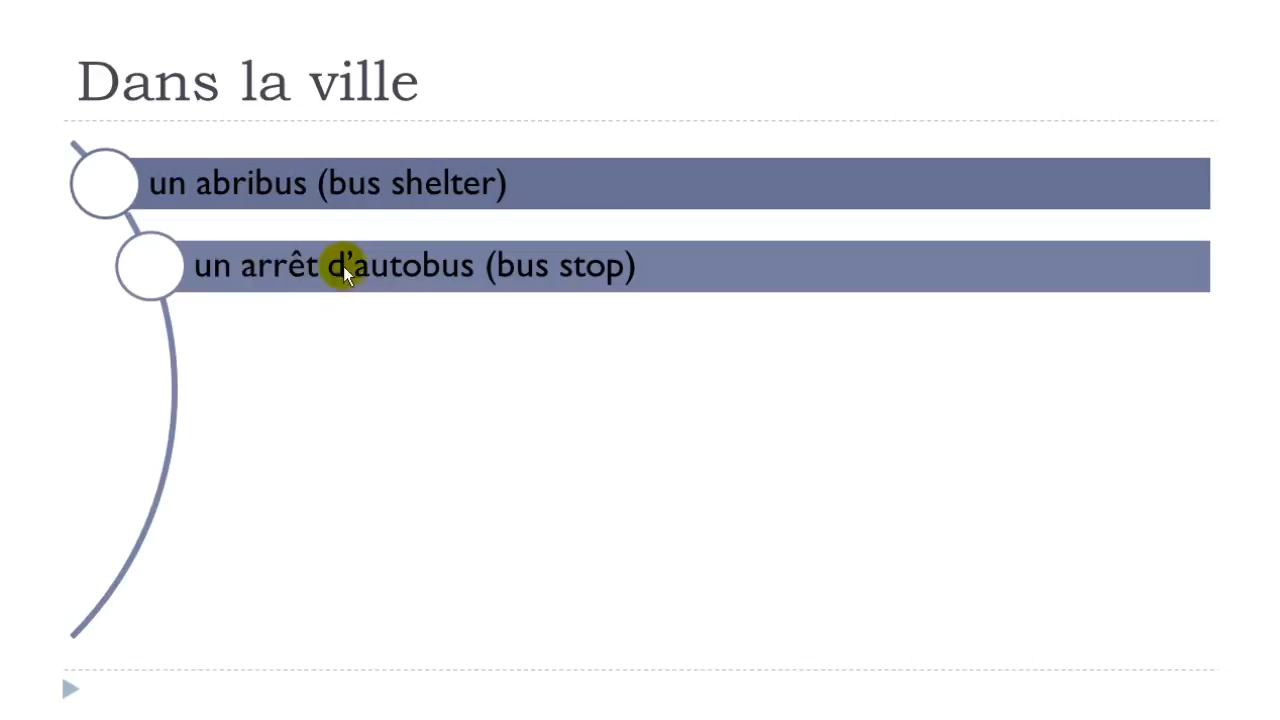 Dans la ville
un abribus (bus shelter)
un arrêt d’autobus (bus stop)